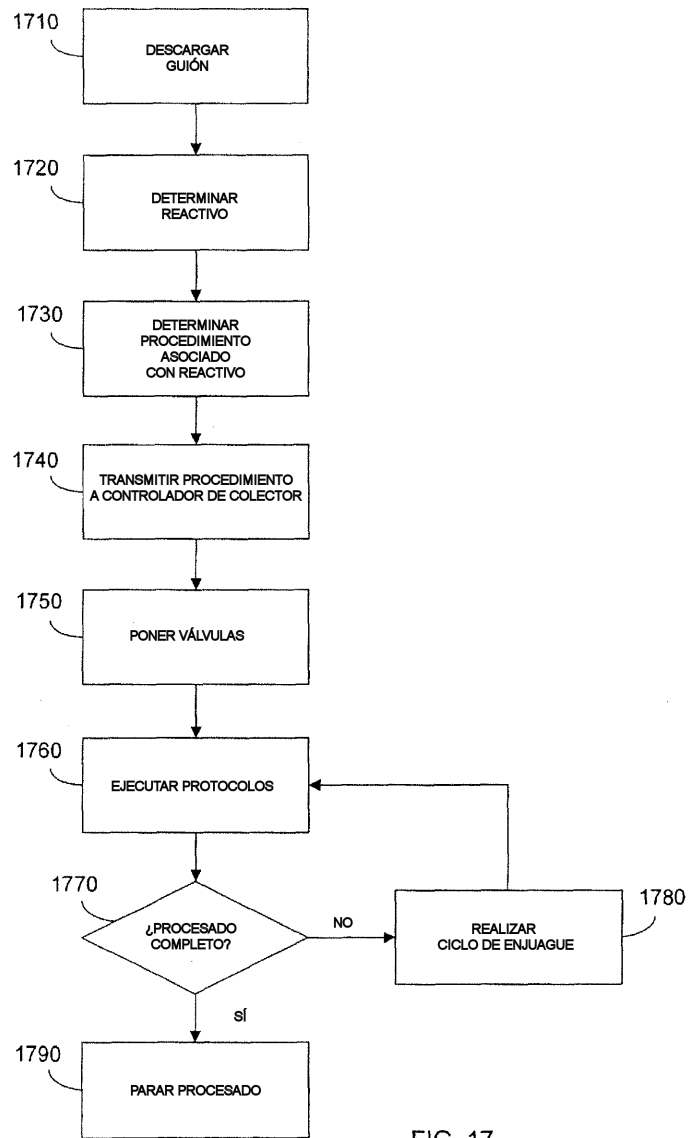 1710
DESCARGAR
GUIÓN
1720
DETERMINAR
REACTIVO
1730
DETERMINAR
PROCEDIMIENTO
ASOCIADO
CON REACTIVO
1740
TRANSMITIR PROCEDIMIENTO
A CONTROLADOR DE COLECTOR
1750
PONER VÁLVULAS
1760
EJECUTAR PROTOCOLOS
1770
¿PROCESADO
COMPLETO?
NO
1780
REALIZAR
CICLO DE ENJUAGUE
SÍ
1790
PARAR PROCESADO
FIG. 17